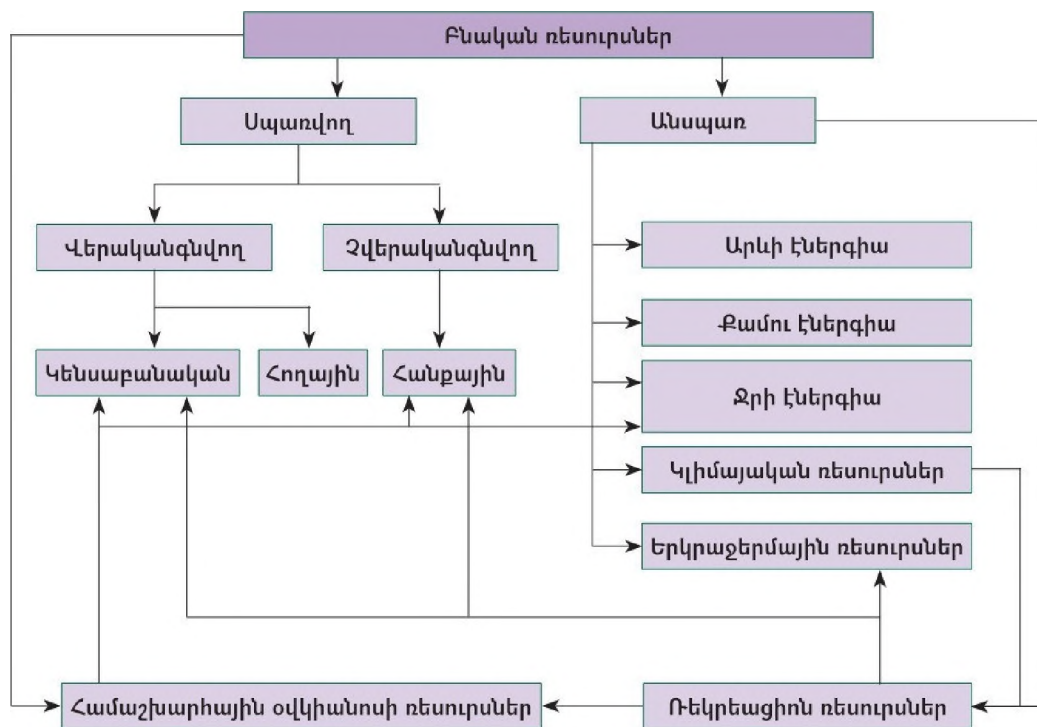 Բնական ռեսուրսներ
Սպառվող
Անսպառ
Վերականգնվող
Չվերականգնվող
Արևի էներգիա
Քամու էներգիա
Կենսաբանական
Հողային
Հանքային
Ջրի էներգիա
Կլիմայական ռեսուրսներ
Երկրաջերմային ռեսուրսներ
Համաշխարհային օվկիանոսի ռեսուրսներ
Ռեկրեացիոն ռեսուրսներ